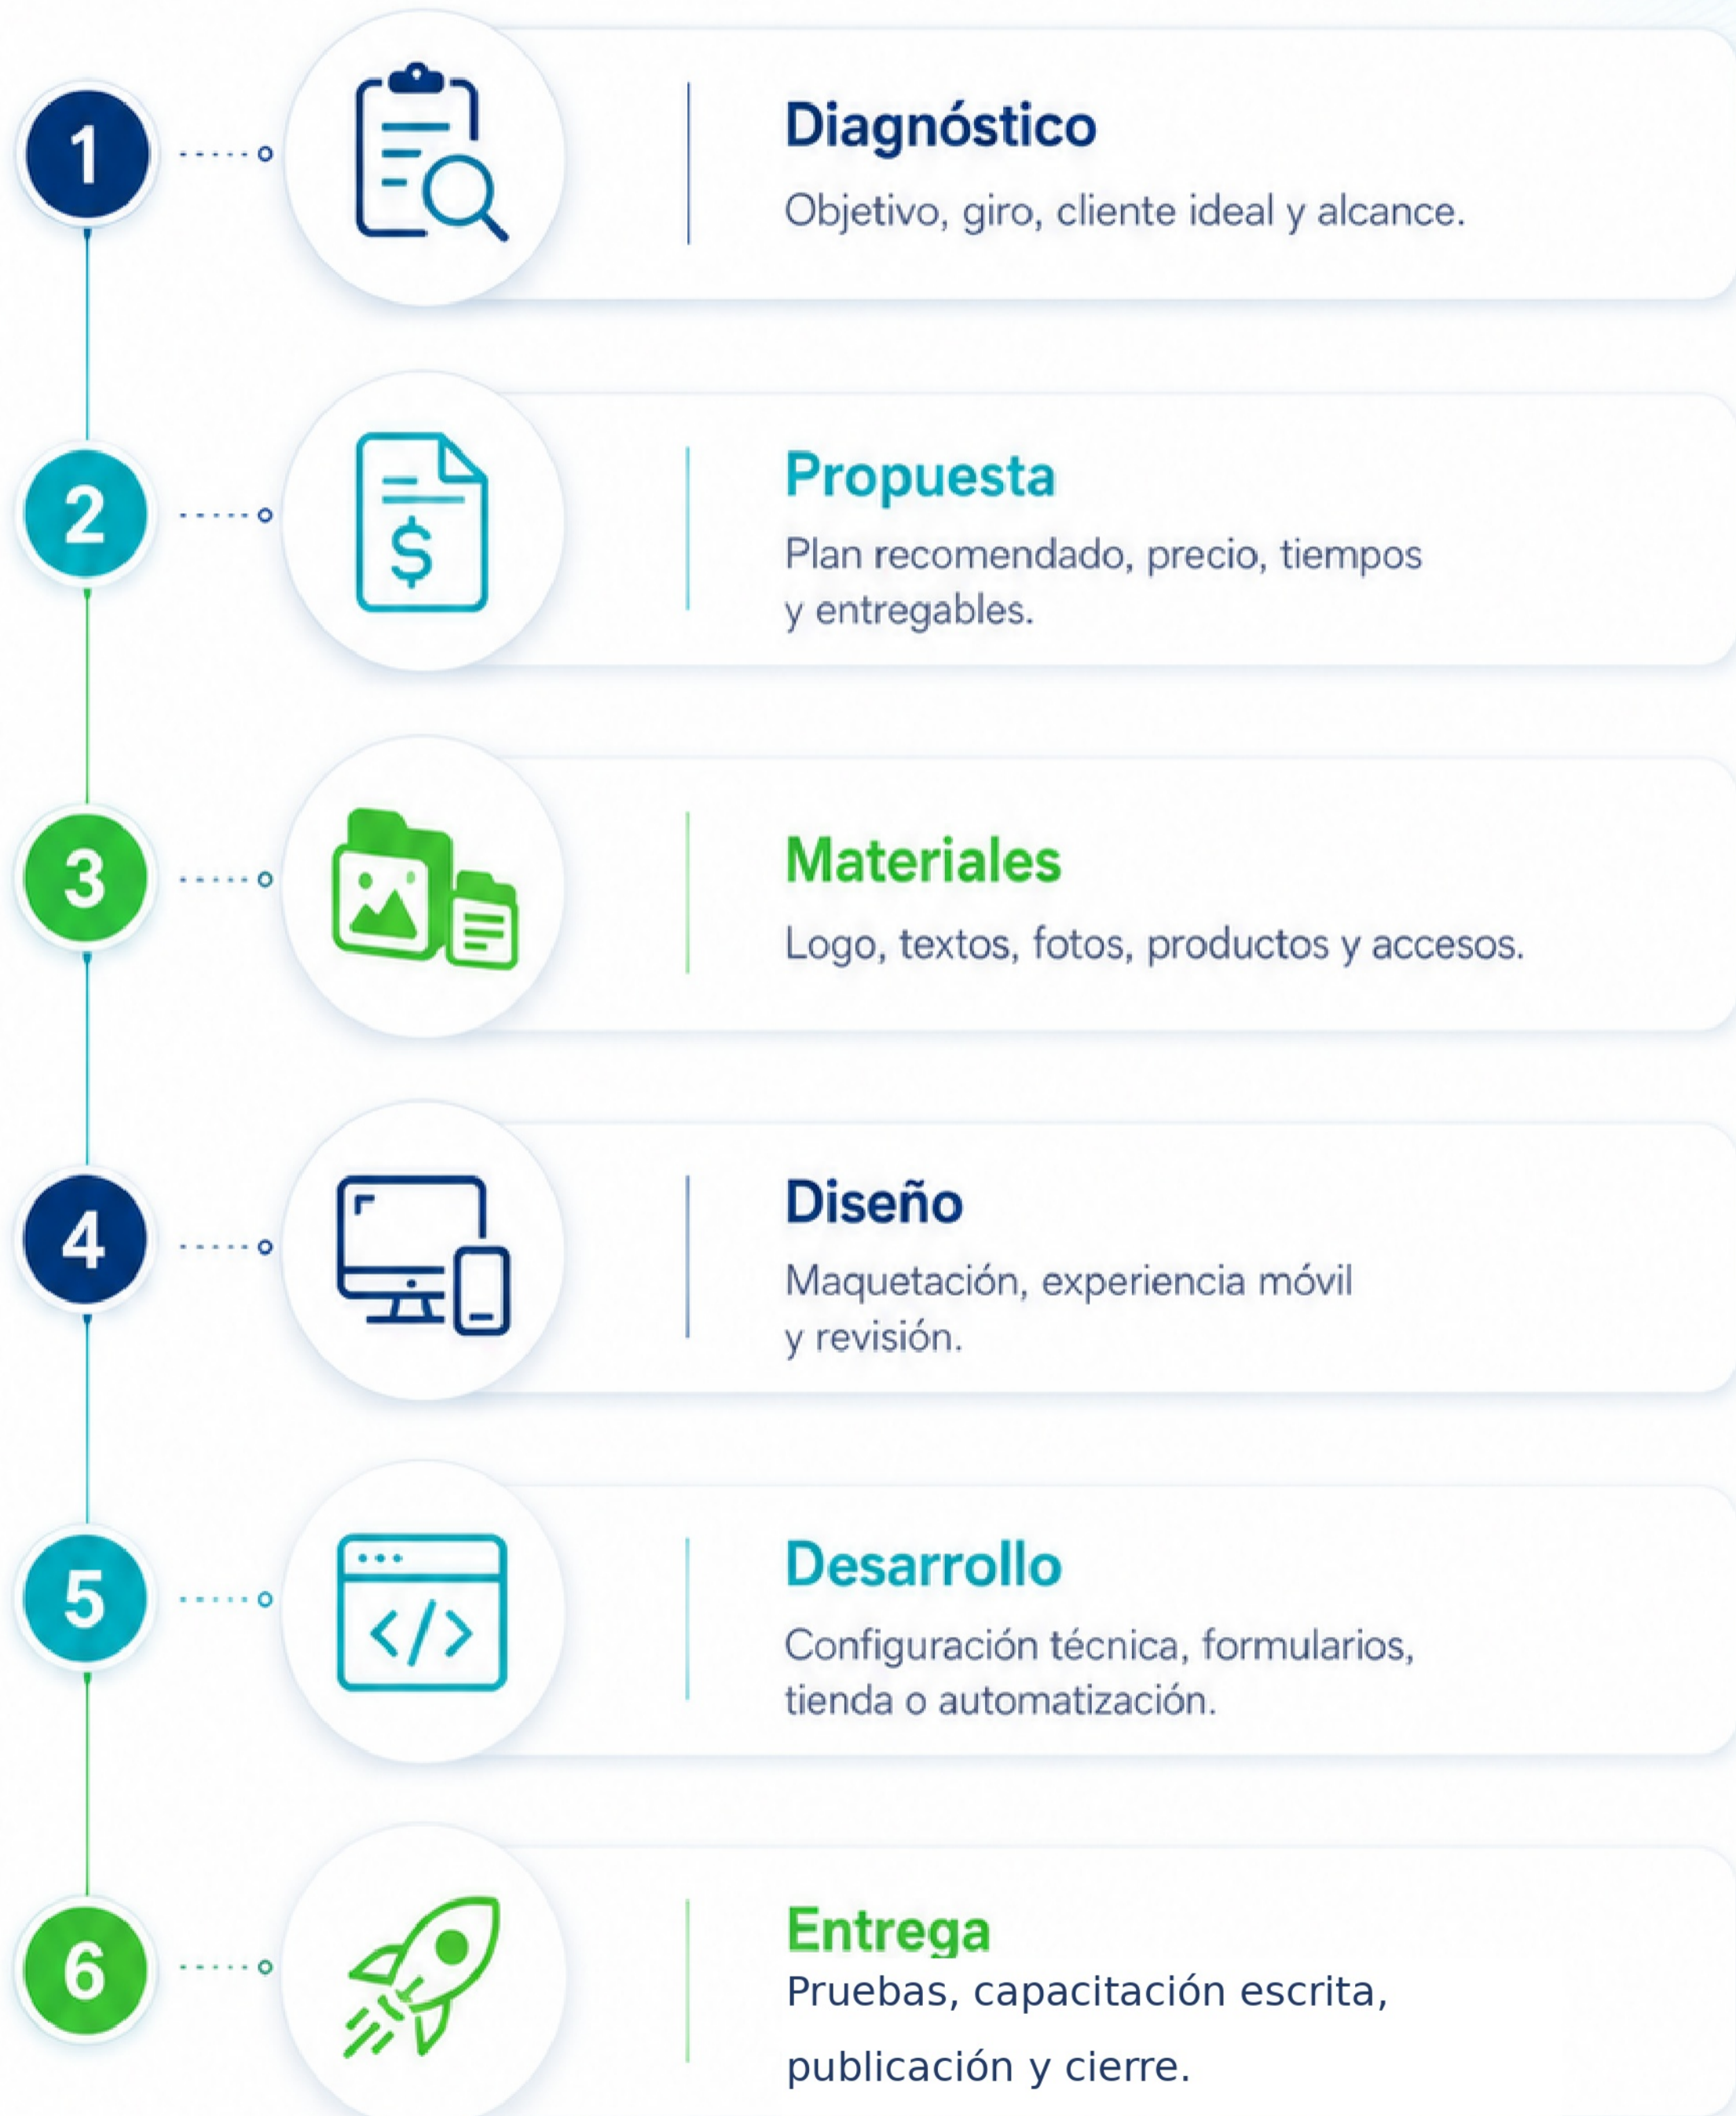 1
Diagnóstico
Objetivo, giro, cliente ideal y alcance.
2
$
Propuesta
Plan recomendado, precio, tiempos
y entregables.
3
Materiales
Logo, textos, fotos, productos y accesos.
4
Diseño
Maquetación, experiencia móvil
y revisión.
5
</>
Desarrollo
Configuración técnica, formularios,
tienda o automatización.
6
Entrega
Pruebas, capacitación escrita,
publicación y cierre.